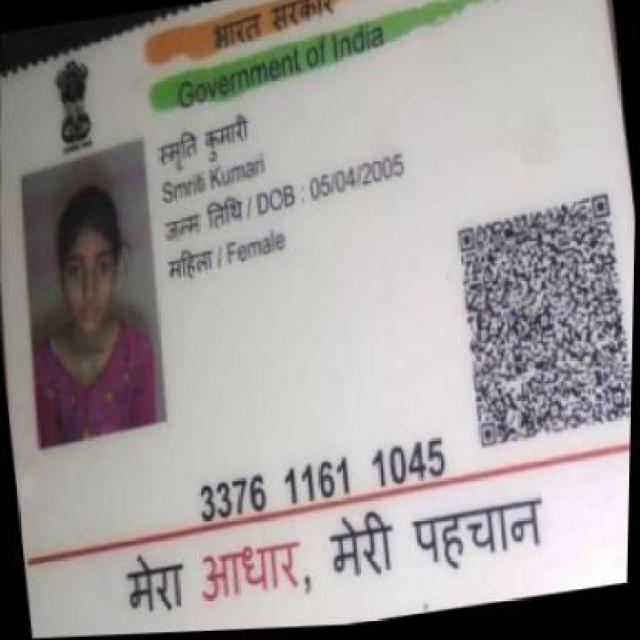 भारत सरकार
Government of India
स्मृति कुमारी
Smriti Kumari
जन्म तिथि / DOB : 05/04/2005
महिला / Female
3376 1161 1045
मेरा आधार, मेरी पहचान